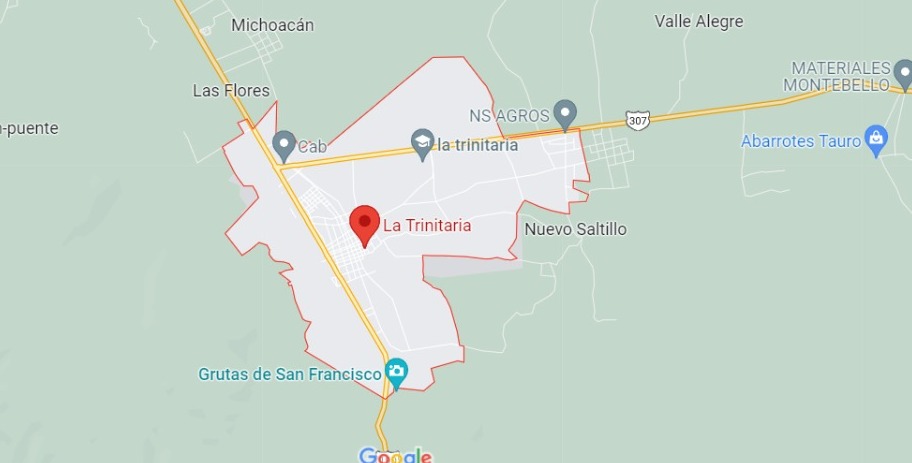 Michoacán
Valle Alegre
MATERIALES
MONTEBELLO
Las Flores
NS AGROS
307
-puente
Cab
la trinitaria
Abarrotes Tauro
La Trinitaria
Nuevo Saltillo
Grutas de San Francisco
Google